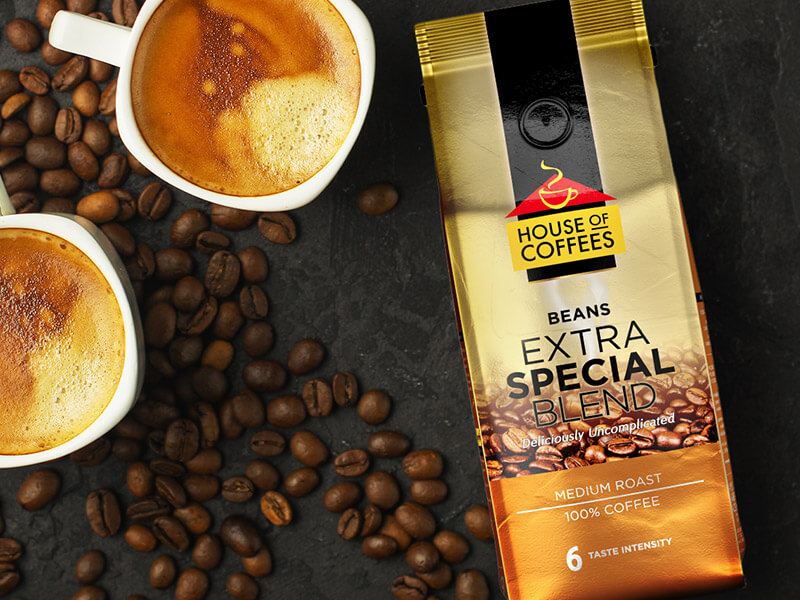 HOUSE OF
COFFEES
BEANS
EXTRA
SPECIAL
BLEND
Deliciously Uncomplicated
MEDIUM ROAST
100% COFFEE
6 TASTE INTENSITY